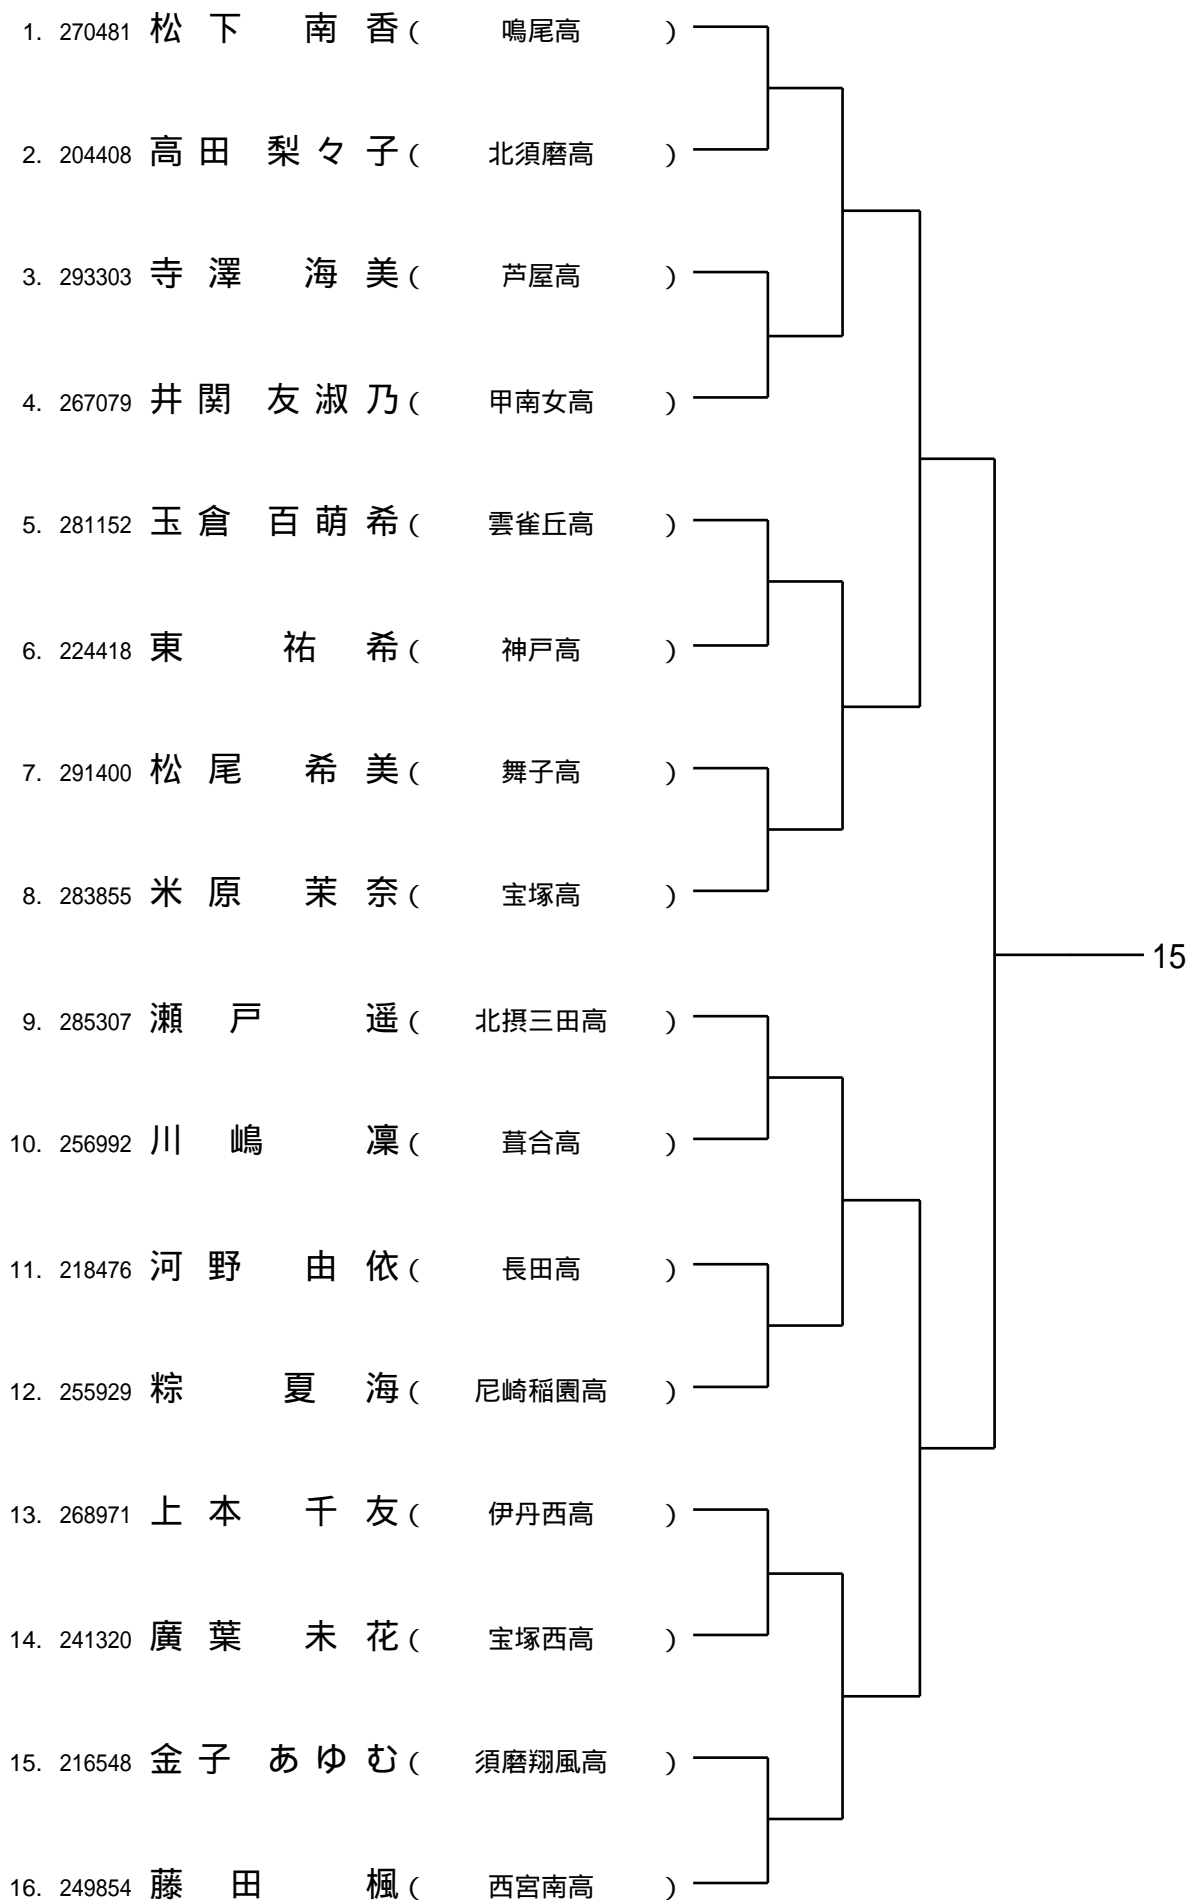 1. 270481 松下 南香 ( 鳴尾高 )
2. 204408 高田 梨々子 ( 北須磨高 )
3. 293303 寺澤 海美 ( 芦屋高 )
4. 267079 井関 友淑乃 ( 甲南女高 )
5. 281152 玉倉 百萌希 ( 雲雀丘高 )
6. 224418 東 祐希 ( 神戸高 )
7. 291400 松尾 希美 ( 舞子高 )
8. 283855 米原 茉奈 ( 宝塚高 )
15
9. 285307 瀬戸 遥 ( 北摂三田高 )
10. 256992 川嶋 凜 ( 葺合高 )
11. 218476 河野 由依 ( 長田高 )
12. 255929 粽 夏海 ( 尼崎稲園高 )
13. 268971 上本 千友 ( 伊丹西高 )
14. 241320 廣葉 未花 ( 宝塚西高 )
15. 216548 金子 あゆむ ( 須磨翔風高 )
16. 249854 藤田 楓 ( 西宮南高 )